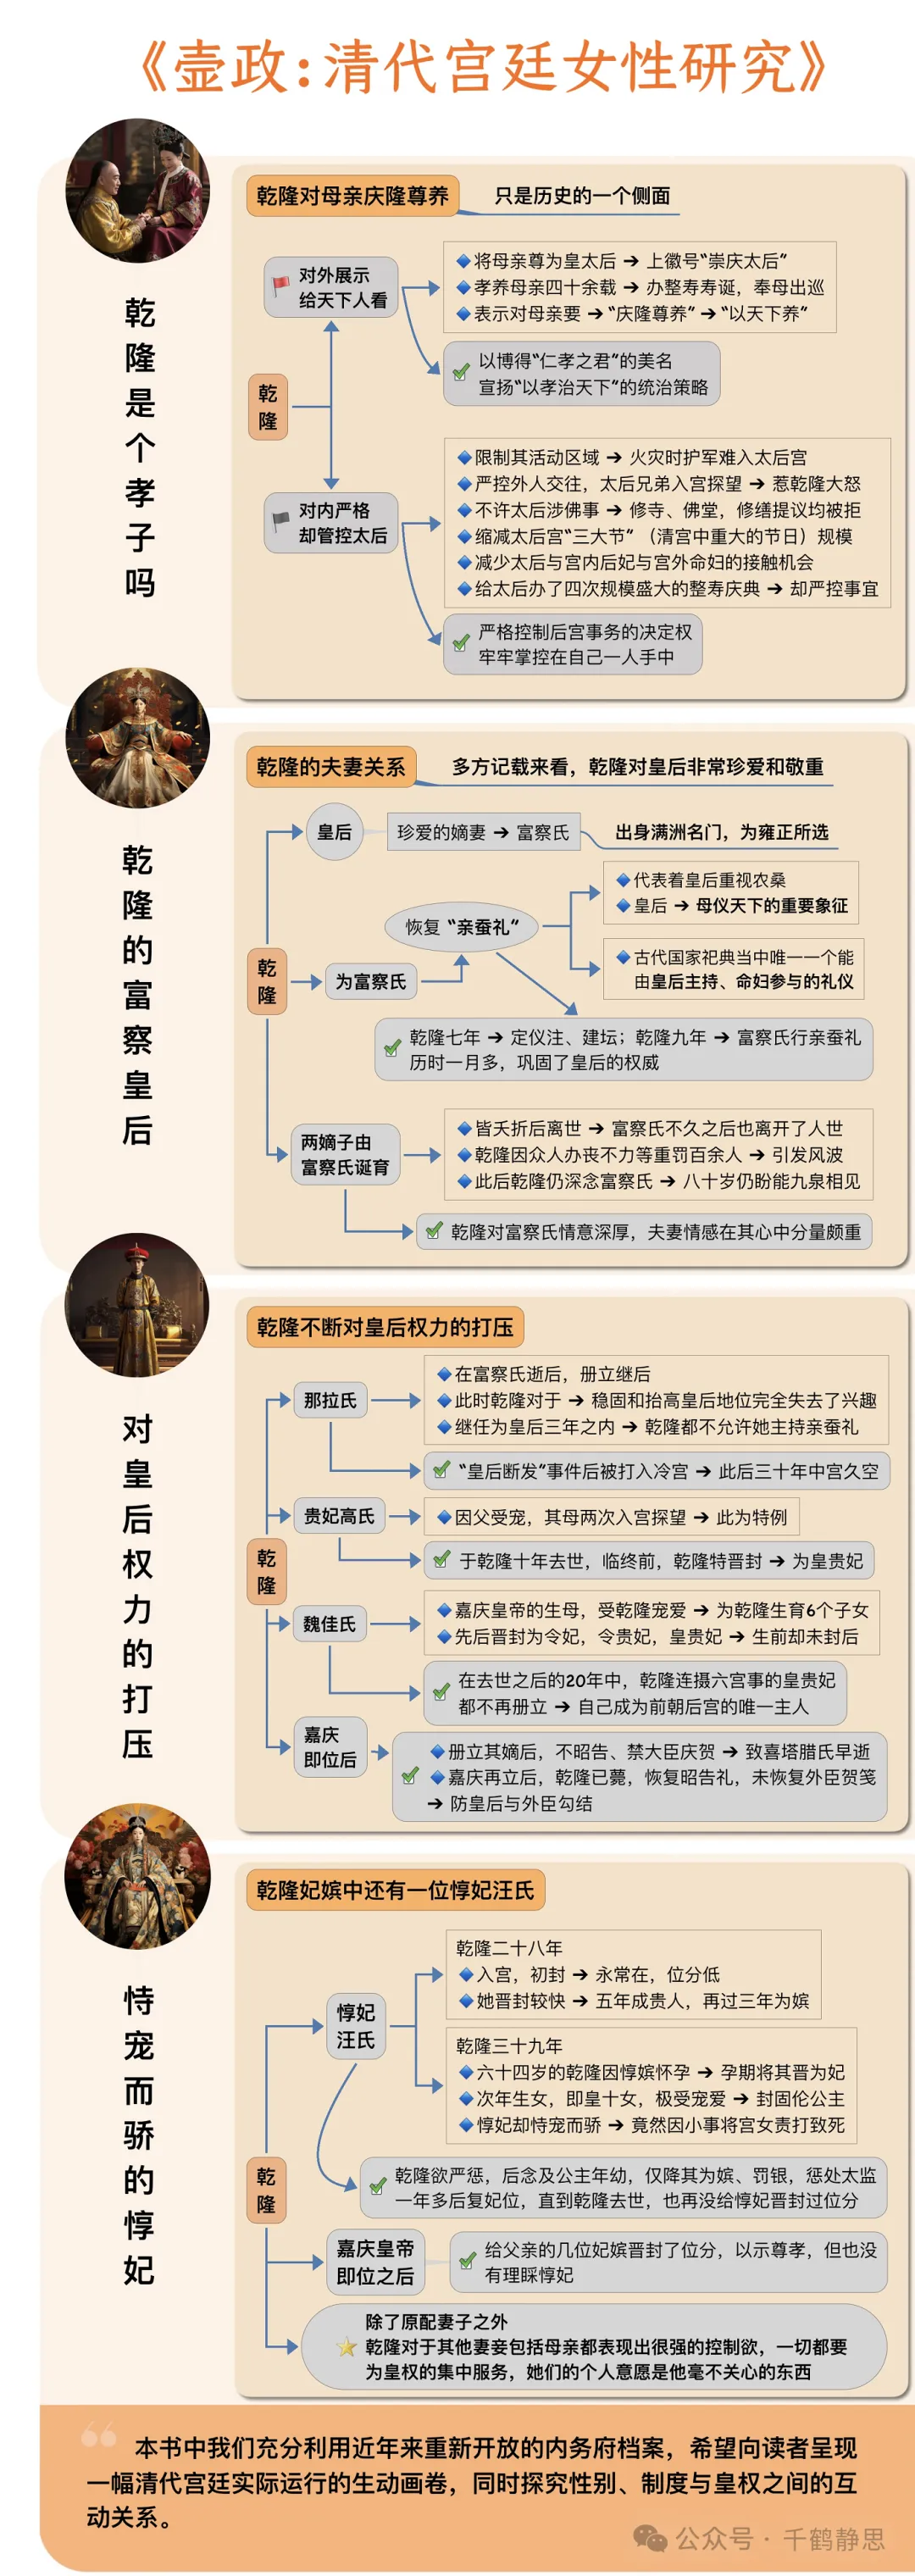 《壸政:清代宫廷女性研究》
乾隆是个孝子吗
乾隆对母亲庆隆尊养
只是历史的一个侧面
乾隆
对外展示
给天下人看
◆将母亲尊为皇太后 → 上徽号“崇庆太后”
◆孝养母亲四十余载 → 办整寿寿诞，奉母出巡
◆表示对母亲要 → “庆隆尊养” → “以天下养”
以博得“仁孝之君”的美名
宣扬“以孝治天下”的统治策略
对内严格
却管控太后
◆限制其活动区域 → 火灾时护军难入太后宫
◆严控外人交往，太后兄弟入宫探望 → 惹乾隆大怒
◆不许太后涉佛事 → 修寺、佛堂，修缮提议均被拒
◆缩减太后宫“三大节”（清宫中重大的节日）规模
◆减少太后与宫内后妃与宫外命妇的接触机会
◆给太后办了四次规模盛大的整寿庆典 → 却严控事宜
严格控制后宫事务的决定权
牢牢掌控在自己一人手中
乾隆的富察皇后
乾隆的夫妻关系
多方记载来看，乾隆对皇后非常珍爱和敬重
乾隆
皇后
珍爱的嫡妻 → 富察氏
出身满洲名门，为雍正所选
为富察氏
恢复“亲蚕礼”
◆代表着皇后重视农桑
◆皇后 → 母仪天下的重要象征
◆古代国家祀典当中唯一一个能
由皇后主持、命妇参与的礼仪
乾隆七年 → 定仪注、建坛；乾隆九年 → 富察氏行亲蚕礼
历时一月多，巩固了皇后的权威
两嫡子由
富察氏诞育
◆皆夭折后离世 → 富察氏不久之后也离开了人世
◆乾隆因众人办丧不力等重罚百余人 → 引发风波
◆此后乾隆仍深念富察氏 → 八十岁仍盼能九泉相见
乾隆对富察氏情意深厚，夫妻情感在其心中分量颇重
对皇后权力的打压
乾隆不断对皇后权力的打压
乾隆
那拉氏
◆在富察氏逝后，册立继后
◆此时乾隆对于 → 稳固和抬高皇后地位完全失去了兴趣
◆继任为皇后三年之内 → 乾隆都不允许她主持亲蚕礼
“皇后断发”事件后被打入冷宫 → 此后三十年中宫久空
贵妃高氏
◆因父受宠，其母两次入宫探望 → 此为特例
于乾隆十年去世，临终前，乾隆特晋封 → 为皇贵妃
魏佳氏
◆嘉庆皇帝的生母，受乾隆宠爱 → 为乾隆生育6个子女
◆先后晋封为令妃，令贵妃，皇贵妃 → 生前却未封后
在去世之后的20年中，乾隆连摄六宫事的皇贵妃
都不再册立 → 自己成为前朝后宫的唯一主人
嘉庆
即位后
◆册立其嫡后，不昭告、禁大臣庆贺 → 致喜塔腊氏早逝
◆嘉庆再立后，乾隆已薨，恢复昭告礼，未恢复外臣贺笺
→ 防皇后与外臣勾结
恃宠而骄的惇妃
乾隆妃嫔中还有一位惇妃汪氏
乾隆
惇妃
汪氏
乾隆二十八年
◆入宫，初封 → 永常在，位分低
◆她晋封较快 → 五年成贵人，再过三年为嫔
乾隆三十九年
◆六十四岁的乾隆因惇嫔怀孕 → 孕期将其晋为妃
◆次年生女，即皇十女，极受宠爱 → 封固伦公主
◆惇妃却恃宠而骄 → 竟然因小事将宫女责打致死
乾隆欲严惩，后念及公主年幼，仅降其为嫔、罚银，惩处太监
一年多后复妃位，直到乾隆去世，也再没给惇妃晋封过位分
嘉庆皇帝
即位之后
给父亲的几位妃嫔晋封了位分，以示尊孝，但也没
有理睬惇妃
除了原配妻子之外
乾隆对于其他妻妾包括母亲都表现出很强的控制欲，一切都要
为皇权的集中服务，她们的个人意愿是他毫不关心的东西
本书中我们充分利用近年来重新开放的内务府档案，希望向读者呈现
一幅清代宫廷实际运行的生动画卷，同时探究性别、制度与皇权之间的互
动关系。
公众号 · 千鹤静思